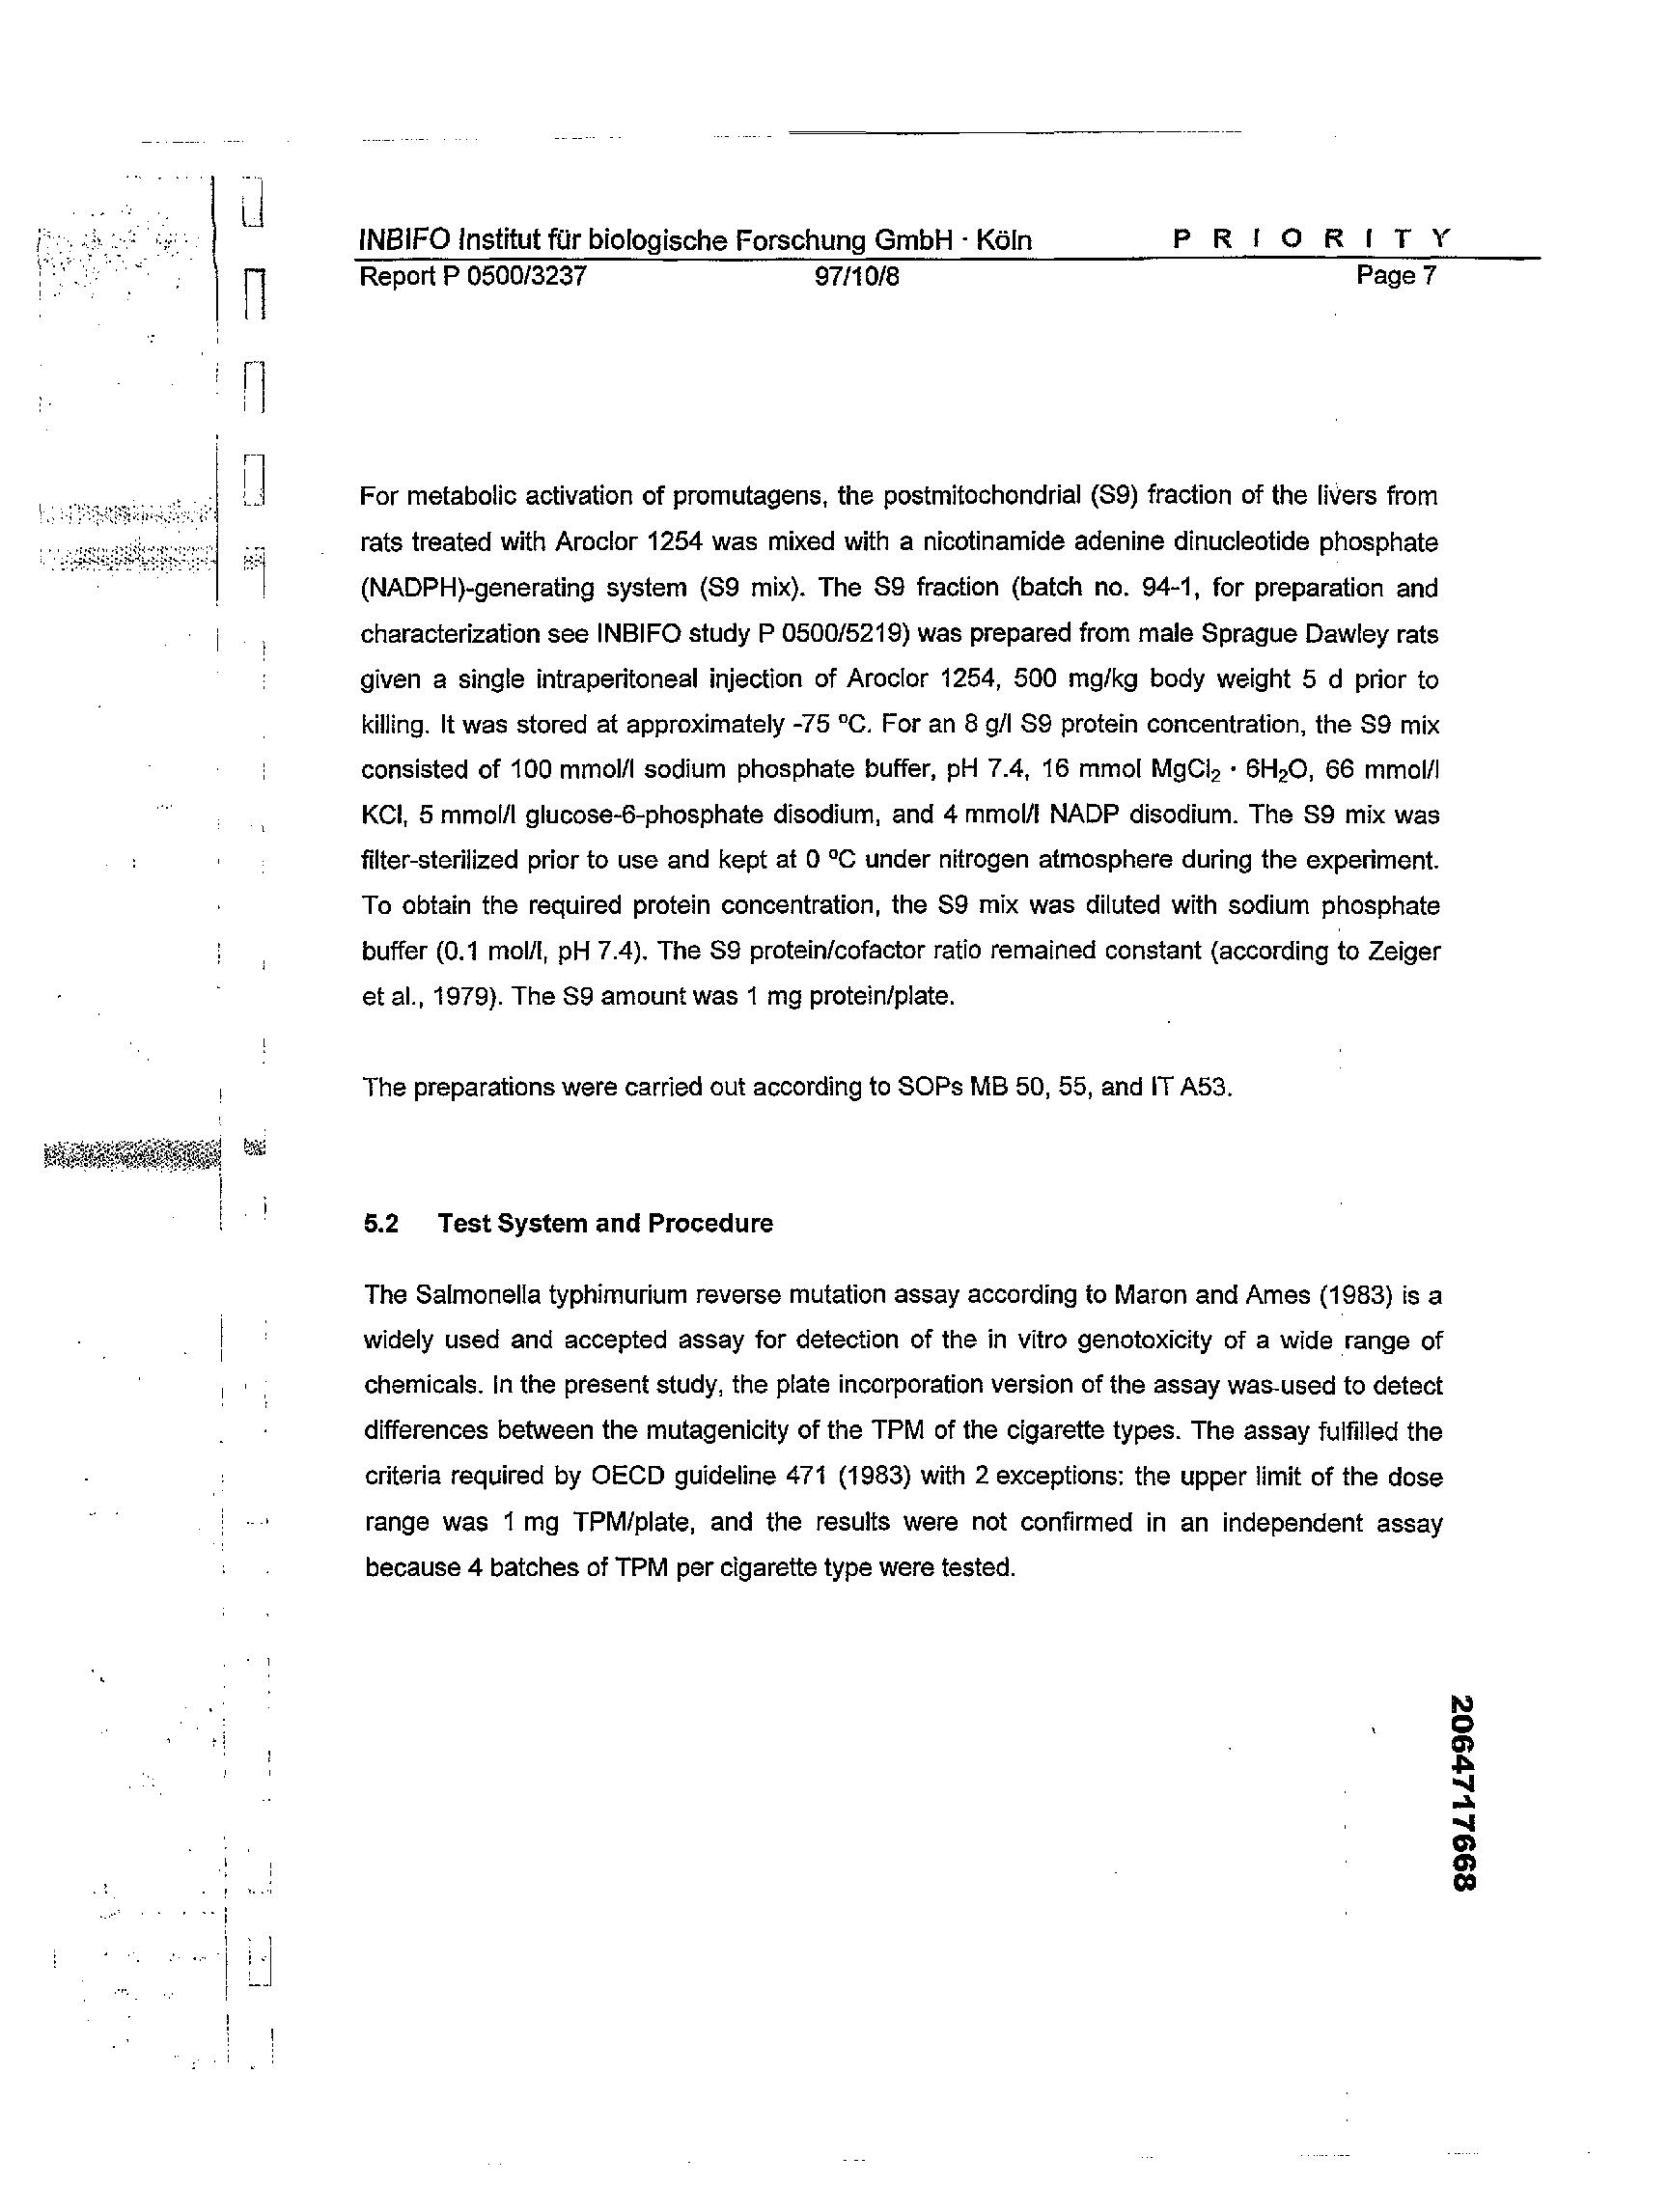 INBIFO Institut für biologische Forschung GmbH · Köln P R I O R I T Y
Report P 0500/3237 97/10/8 Page 7
For metabolic activation of promutagens, the postmitochondrial (S9) fraction of the livers from
rats treated with Aroclor 1254 was mixed with a nicotinamide adenine dinucleotide phosphate
(NADPH)-generating system (S9 mix). The S9 fraction (batch no. 94-1, for preparation and
characterization see INBIFO study P 0500/5219) was prepared from male Sprague Dawley rats
given a single intraperitoneal injection of Aroclor 1254, 500 mg/kg body weight 5 d prior to
killing. It was stored at approximately -75 ºC. For an 8 g/l S9 protein concentration, the S9 mix
consisted of 100 mmol/l sodium phosphate buffer, pH 7.4, 16 mmol MgCl₂ · 6H₂O, 66 mmol/l
KCl, 5 mmol/l glucose-6-phosphate disodium, and 4 mmol/l NADP disodium. The S9 mix was
filter-sterilized prior to use and kept at 0 ºC under nitrogen atmosphere during the experiment.
To obtain the required protein concentration, the S9 mix was diluted with sodium phosphate
buffer (0.1 mol/l, pH 7.4). The S9 protein/cofactor ratio remained constant (according to Zeiger
et al., 1979). The S9 amount was 1 mg protein/plate.
The preparations were carried out according to SOPs MB 50, 55, and IT A53.
5.2 Test System and Procedure
The Salmonella typhimurium reverse mutation assay according to Maron and Ames (1983) is a
widely used and accepted assay for detection of the in vitro genotoxicity of a wide range of
chemicals. In the present study, the plate incorporation version of the assay was used to detect
differences between the mutagenicity of the TPM of the cigarette types. The assay fulfilled the
criteria required by OECD guideline 471 (1983) with 2 exceptions: the upper limit of the dose
range was 1 mg TPM/plate, and the results were not confirmed in an independent assay
because 4 batches of TPM per cigarette type were tested.
2064717668